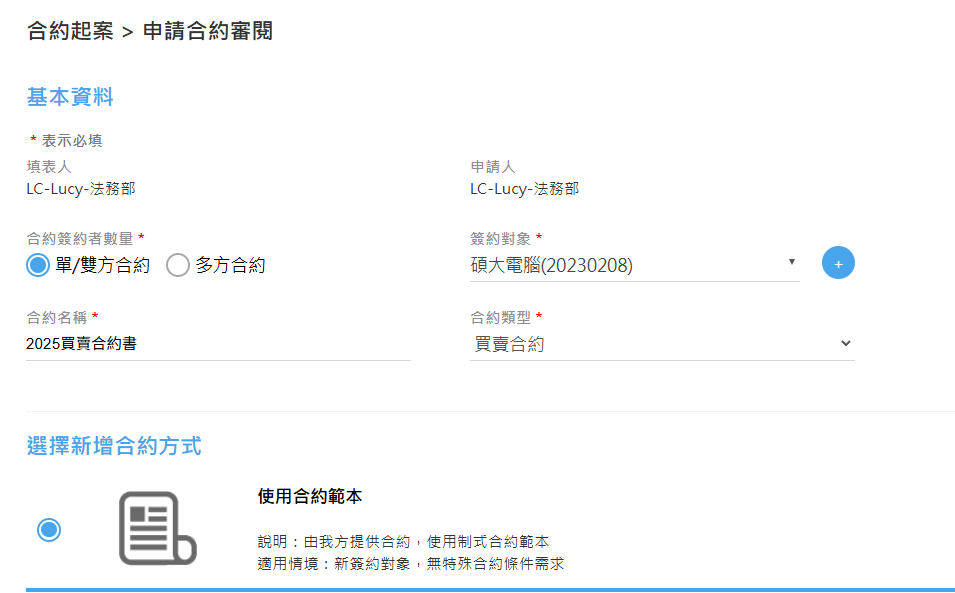 合約起案 > 申請合約審閱
基本資料
* 表示必填
填表人
申請人
LC-Lucy-法務部
LC-Lucy-法務部
合約簽約者數量 *
簽約對象 *
單/雙方合約
多方合約
碩大電腦(20230208)
+
合約名稱 *
合約類型 *
2025買賣合約書
買賣合約
選擇新增合約方式
使用合約範本
說明：由我方提供合約，使用制式合約範本
適用情境：新簽約對象，無特殊合約條件需求